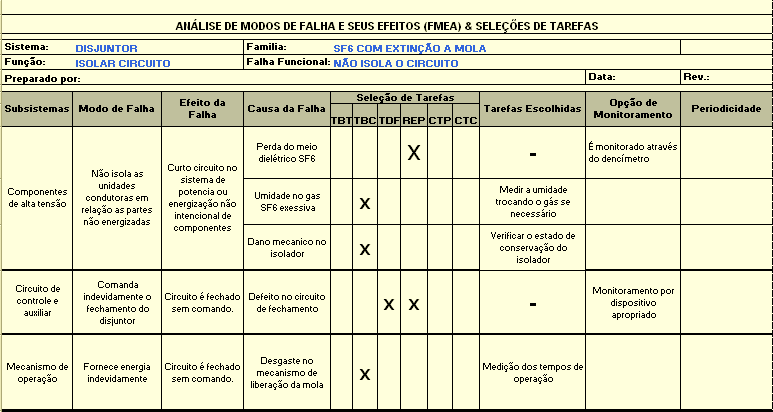 ANÁLISE DE MODOS DE FALHA E SEUS EFEITOS (FMEA) & SELEÇÕES DE TAREFAS
Sistema: DISJUNTOR Familia: SF6 COM EXTINÇÃO A MOLA
Função: ISOLAR CIRCUITO Falha Funcional: NÃO ISOLA O CIRCUITO
Preparado por: Data: Rev.:
Subsistemas Modo de Falha Efeito da Falha Causa da Falha Seleção de Tarefas Tarefas Escolhidas Opção de Monitoramento Periodicidade
TBT TBC TDF REP CTP CTC
Componentes de alta tensão
Não isola as unidades condutoras em relação as partes não energizadas
Curto circuito no sistema de potencia ou energização não intencional de componentes
Perda do meio dielétrico SF6 X - É monitorado através do dencímetro
Umidade no gas SF6 exessiva X Medir a umidade trocando o gás se necessário
Dano mecanico no isolador X Verificar o estado de conservação do isolador
Circuito de controle e auxiliar
Comanda indevidamente o fechamento do disjuntor
Circuito é fechado sem comando.
Defeito no circuito de fechamento X X - Monitoramento por dispositivo apropriado
Mecanismo de operação
Fornece energia indevidamente
Circuito é fechado sem comando.
Desgaste no mecanismo de liberação da mola X Medição dos tempos de operação